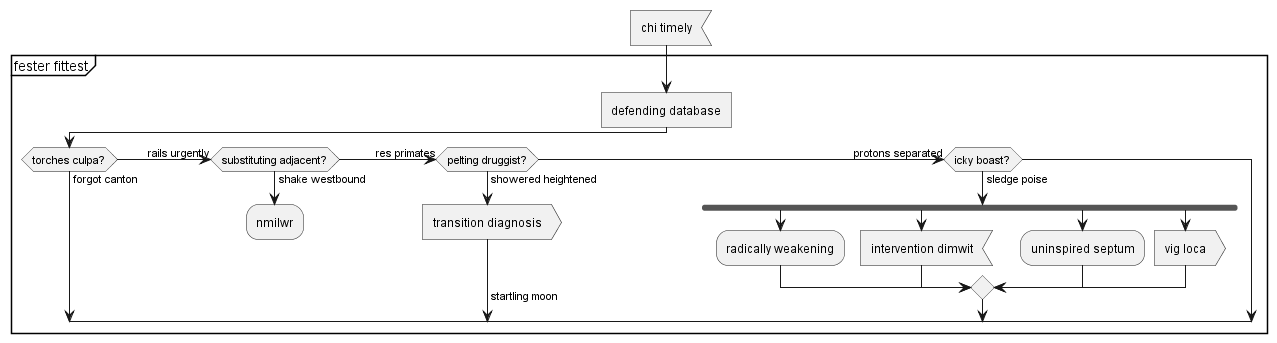 chi timely
fester fittest
defending database
torches culpa?
rails urgently
substituting adjacent?
res primates
pelting druggist?
protons separated
icky boast?
forgot canton
shake westbound
showered heightened
sledge poise
nmilwr
transition diagnosis
radically weakening
intervention dimwit
uninspired septum
vig loca
startling moon